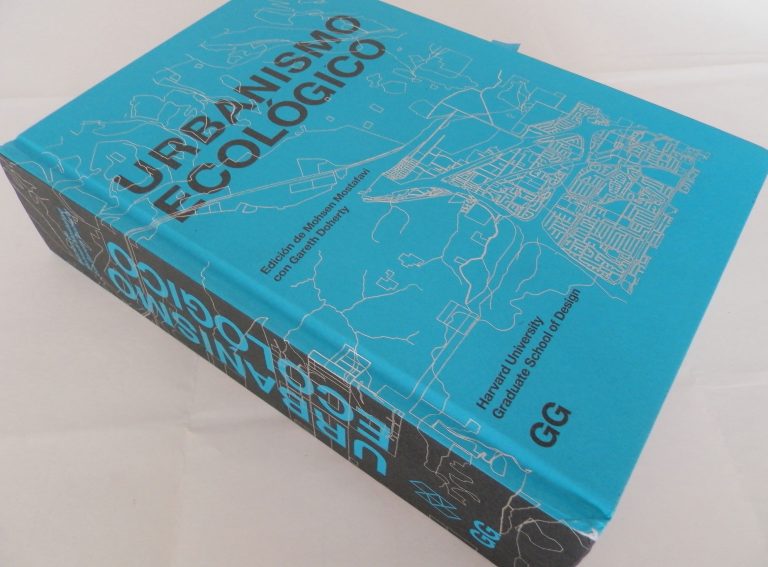 URBANISMO
ECOLÓGICO
Edición de Mohsen Mostafavi
con Gareth Doherty
Harvard University
Graduate School of Design
GG
URBANISMO
ECOLÓGICO
GG